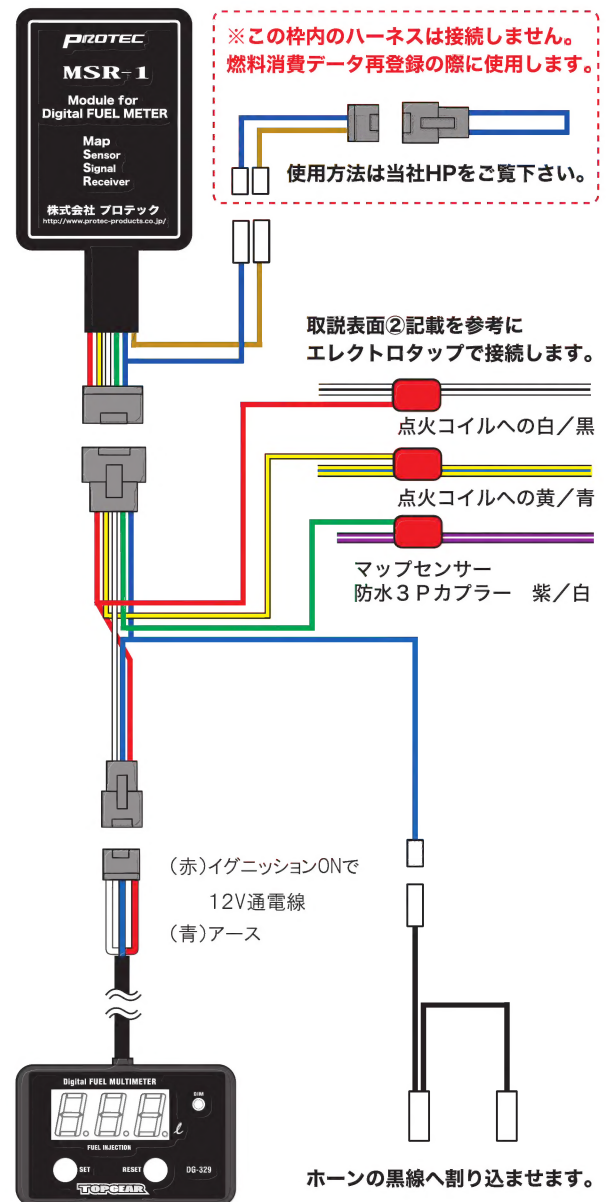 PROTEC
MSR-1
Module for
Digital FUEL METER
Map
Sensor
Signal
Receiver
株式会社 プロテック
http://www.protec-products.co.jp/
※この枠内のハーネスは接続しません。
燃料消費データ再登録の際に使用します。
使用方法は当社HPをご覧下さい。
取説表面②記載を参考に
エレクトロタップで接続します。
点火コイルへの白／黒
点火コイルへの黄／青
マップセンサー
防水３Ｐカプラー　紫／白
（赤）イグニッションONで
12V通電線
（青）アース
Digital FUEL MULTIMETER
DIM
8.8.8.
ℓ
FUEL INJECTION
SET
RESET
DG-329
TOPGEAR
ホーンの黒線へ割り込ませます。